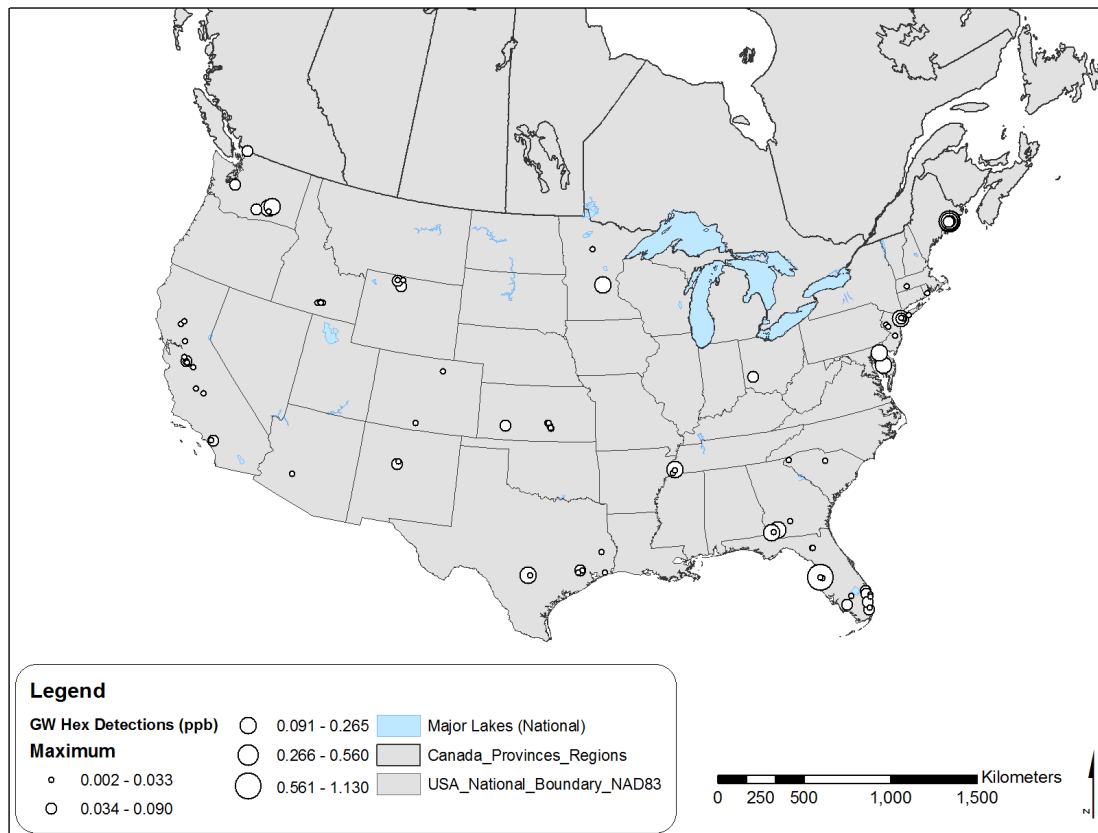 Legend
GW Hex Detections (ppb)
Maximum
0.002 - 0.033
0.034 - 0.090
0.091 - 0.265
0.266 - 0.560
0.561 - 1.130
Major Lakes (National)
Canada_Provinces_Regions
USA_National_Boundary_NAD83
Kilometers
0 250 500 1,000 1,500
N